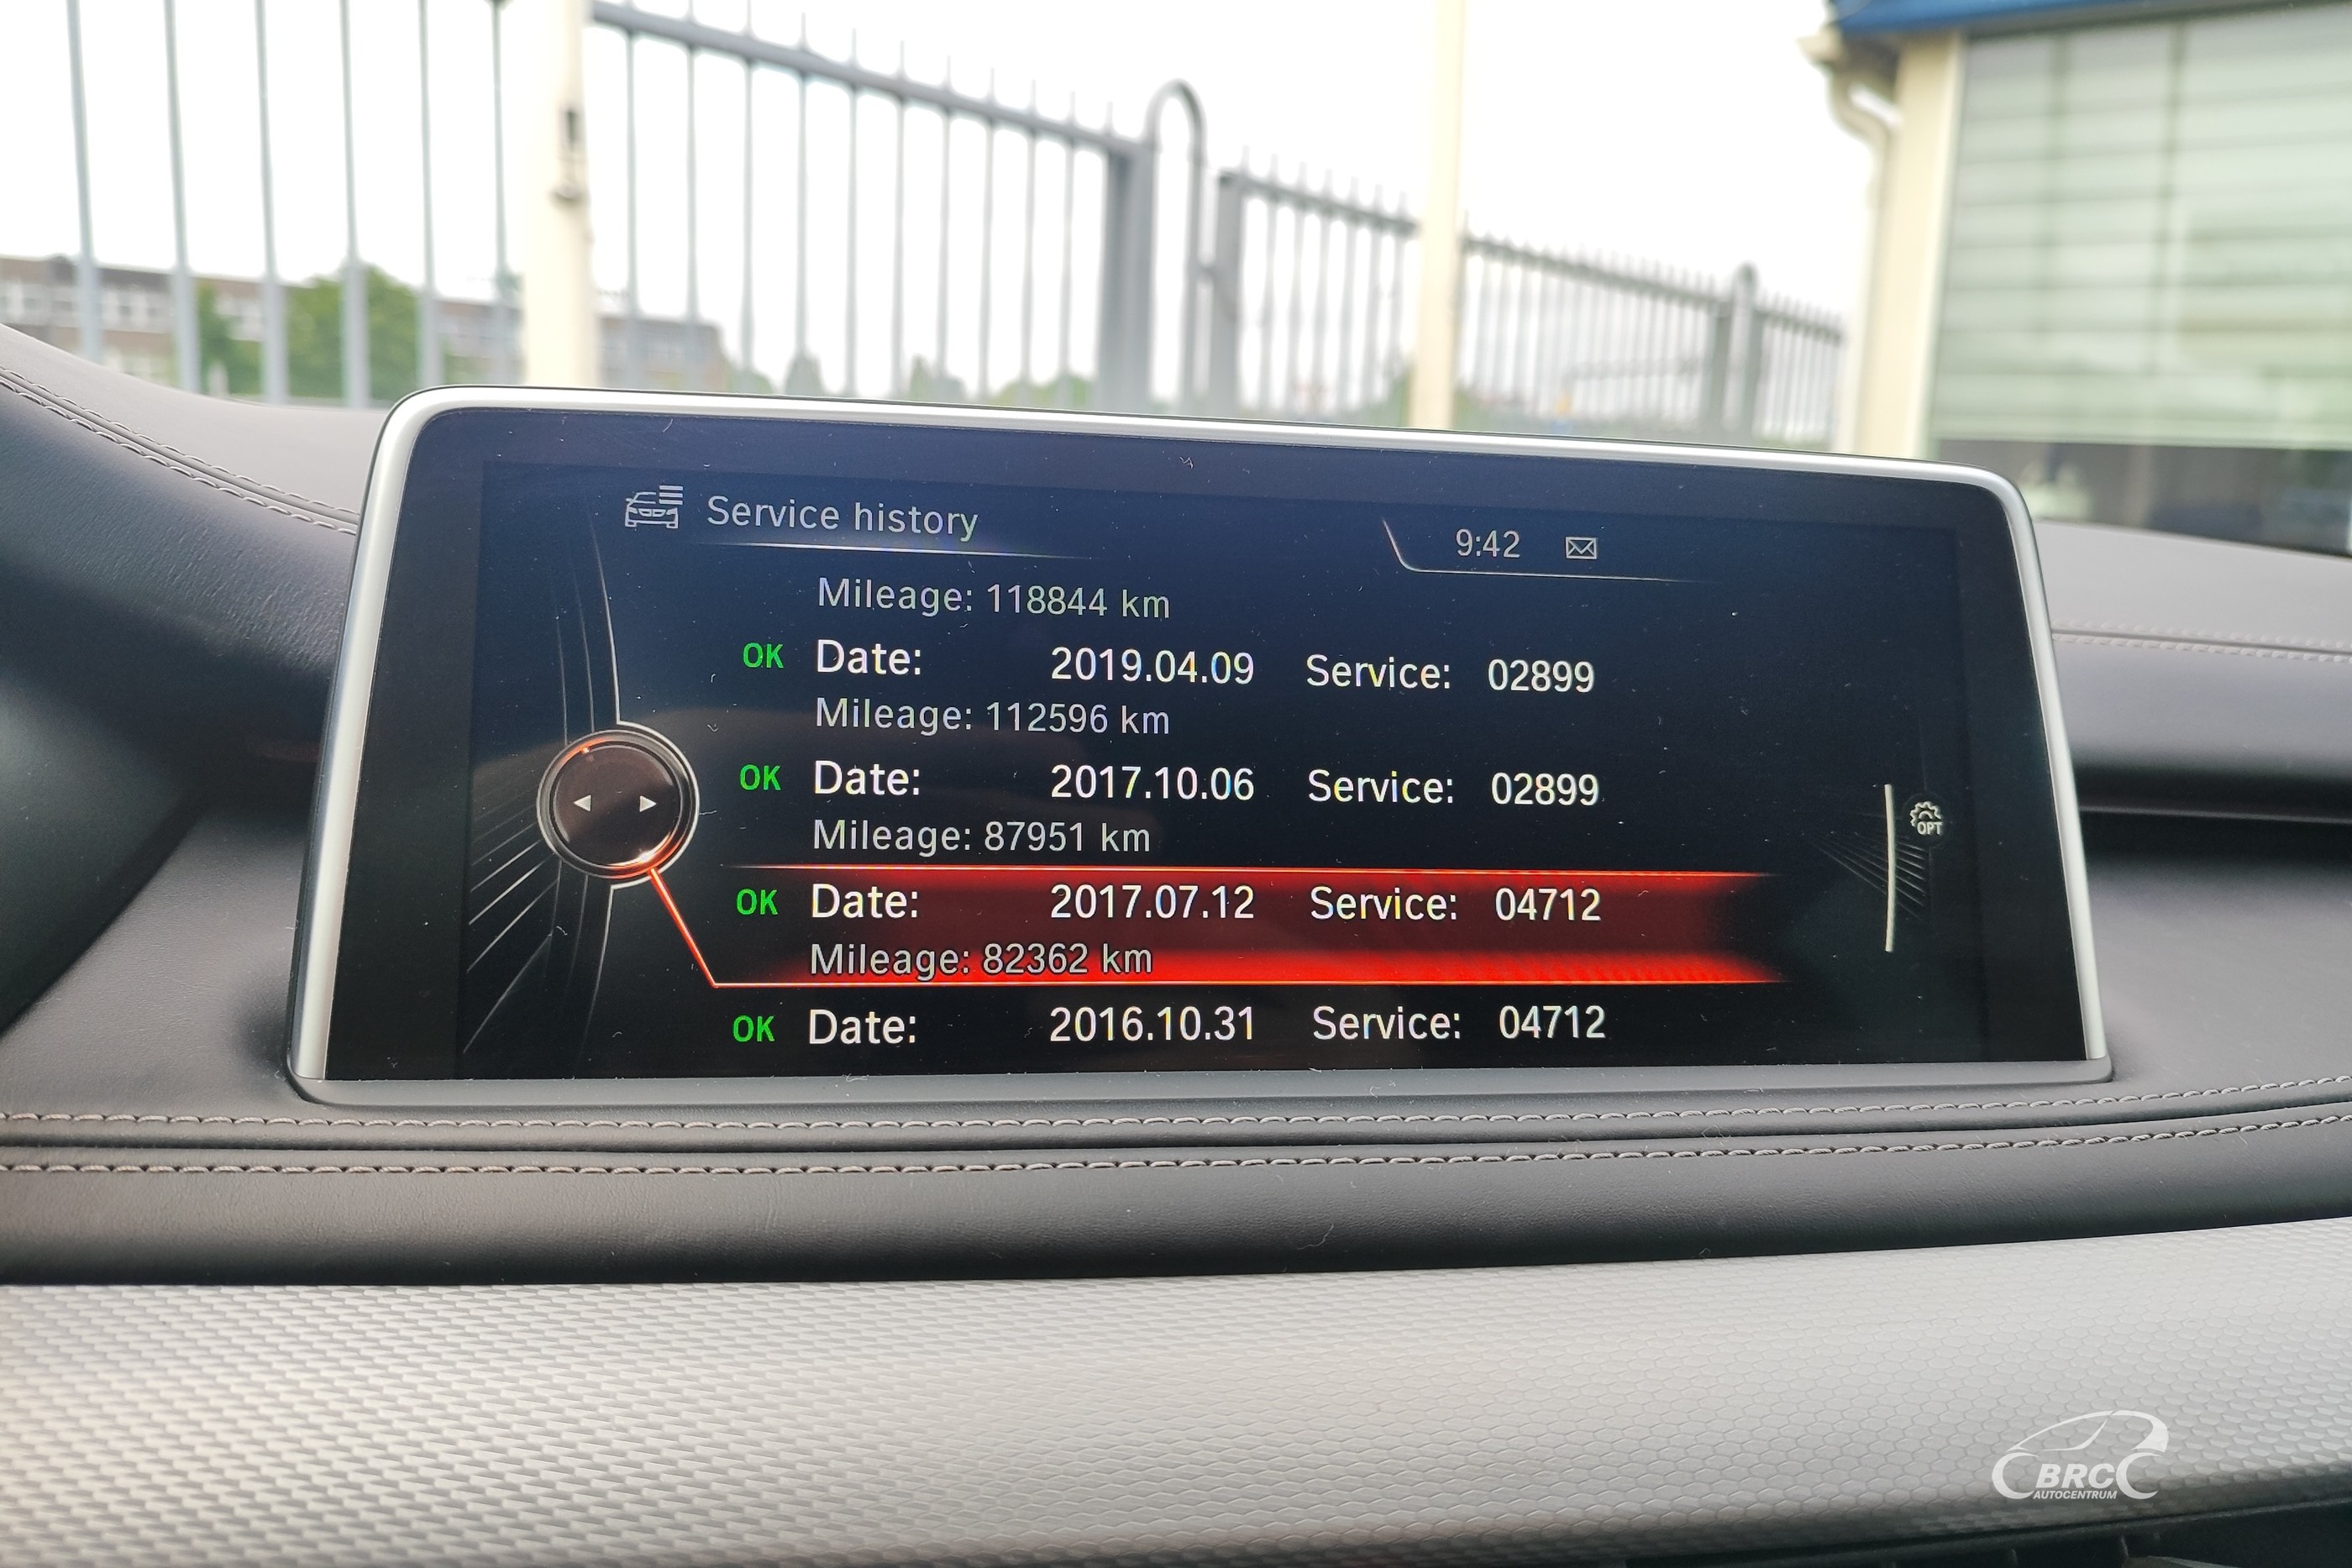 Service history
9:42
Mileage: 118844 km
OK Date: 2019.04.09 Service: 02899
Mileage: 112596 km
OK Date: 2017.10.06 Service: 02899
Mileage: 87951 km
OPT
OK Date: 2017.07.12 Service: 04712
Mileage: 82362 km
OK Date: 2016.10.31 Service: 04712
BRC
AUTOCENTRUM